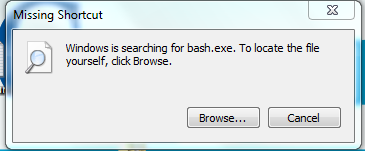 Missing Shortcut
Windows is searching for bash.exe. To locate the file
yourself, click Browse.
Browse...
Cancel